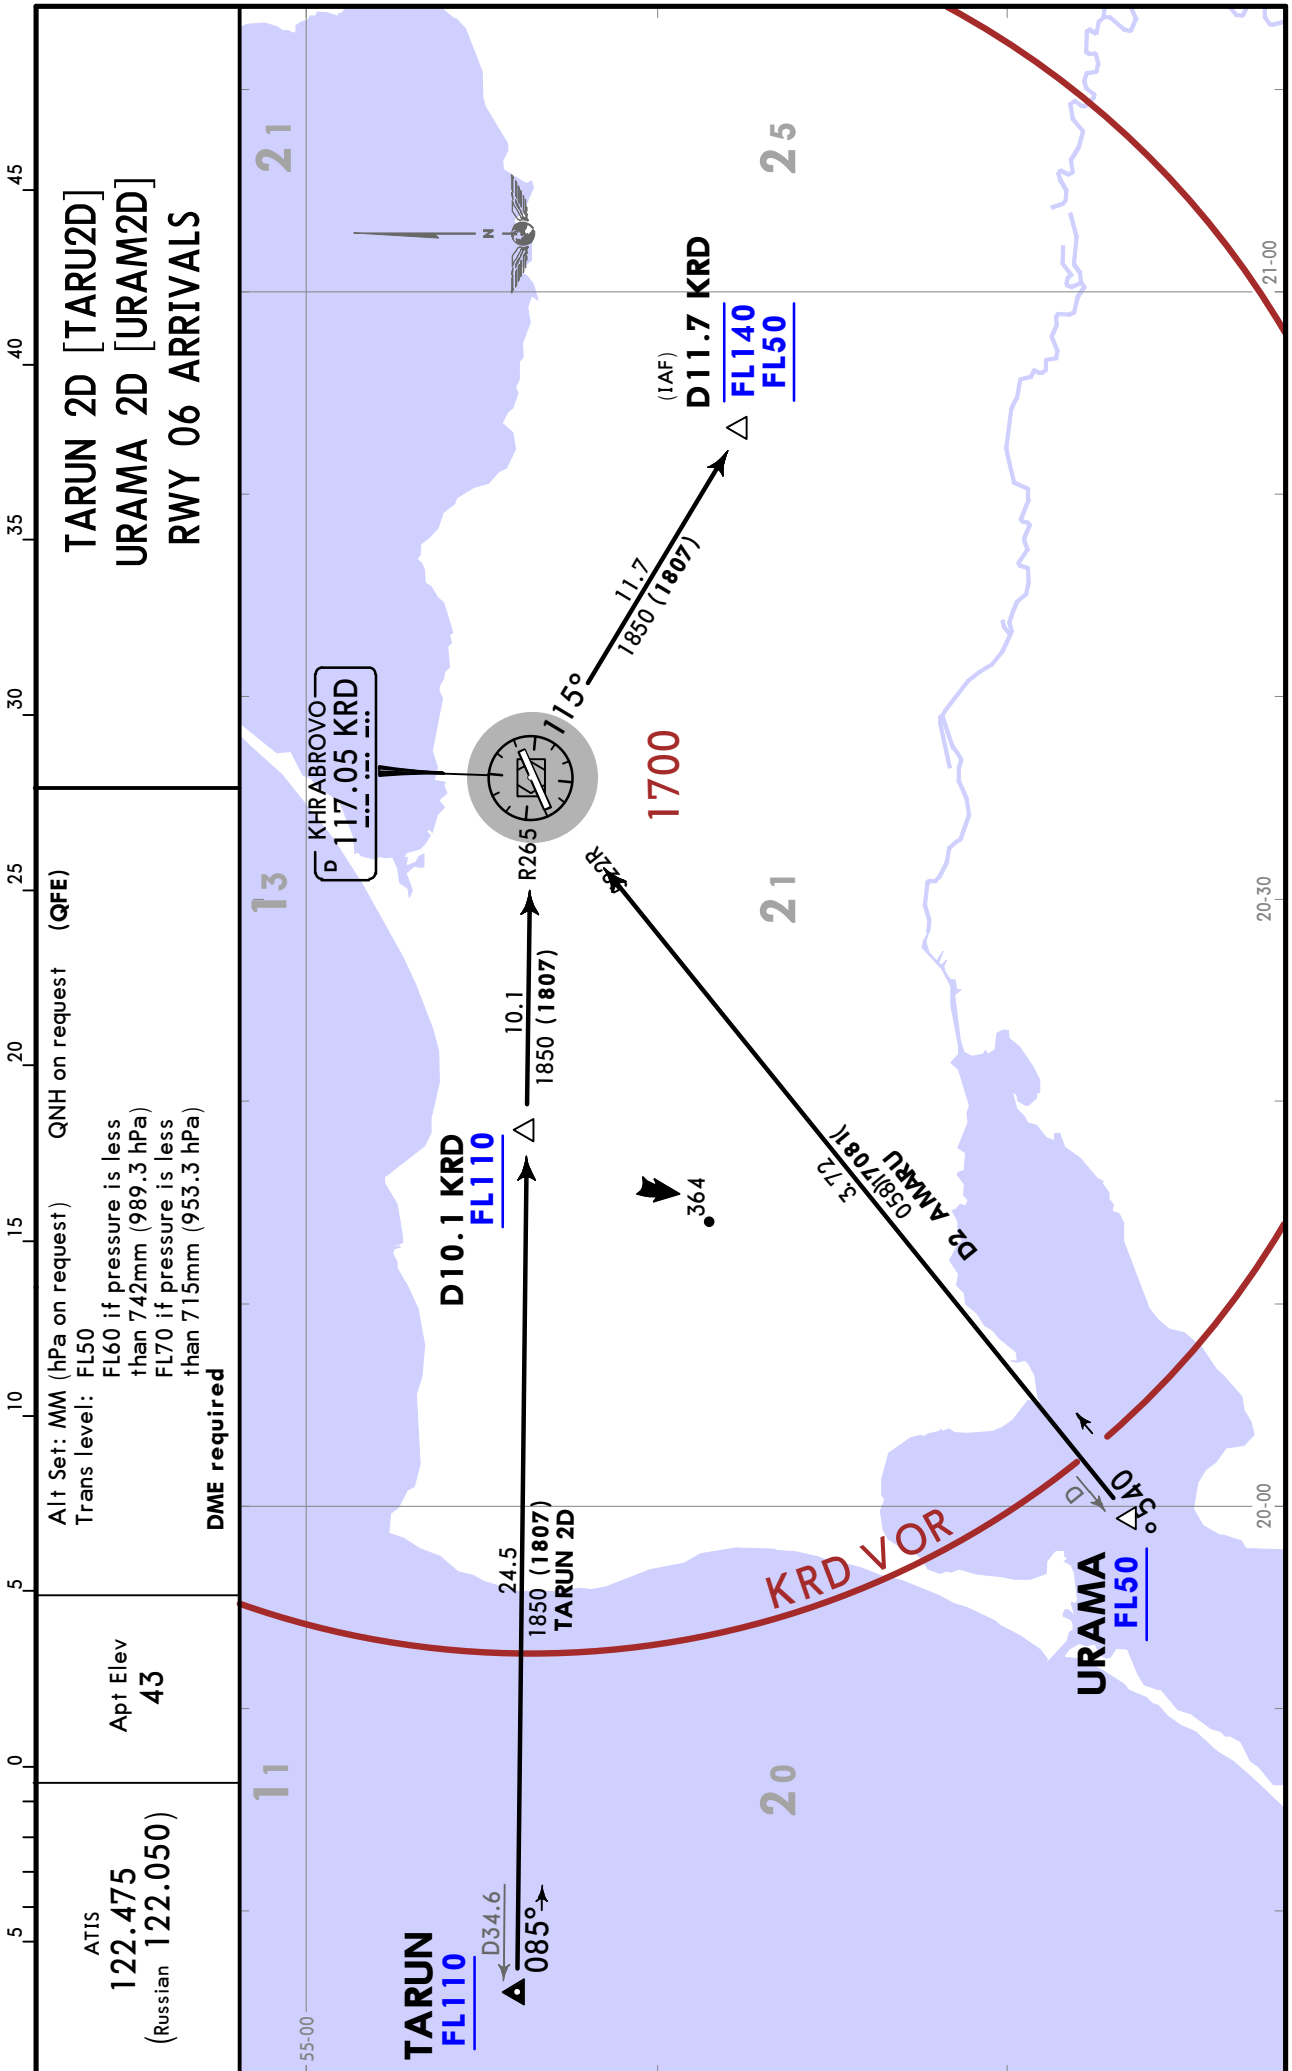 TARUN 2D [TARU2D]
URAMA 2D [URAM2D]
RWY 06 ARRIVALS
ATIS
122.475
(Russian 122.050)
Apt Elev
43
Alt Set: MM (hPa on request) QNH on request (QFE)
Trans level: FL50
FL60 if pressure is less
than 742mm (989.3 hPa)
FL70 if pressure is less
than 715mm (953.3 hPa)
DME required
5 0 5 10 15 20 25 30 35 40 45
55-00
11
13
21
D KHRABROVO
117.05 KRD
N
TARUN
FL110
D34.6
085°
24.5
1850 (1807)
TARUN 2D
D10.1 KRD
FL110
10.1
1850 (1807)
R265
115°
11.7
1850 (1807)
(IAF)
D11.7 KRD
FL140
FL50
364
1700
20
21
25
KRD VOR
URAMA
FL50
D
540
°
3.72
058)(7081(
D2 AMARU
20-00
20-30
21-00